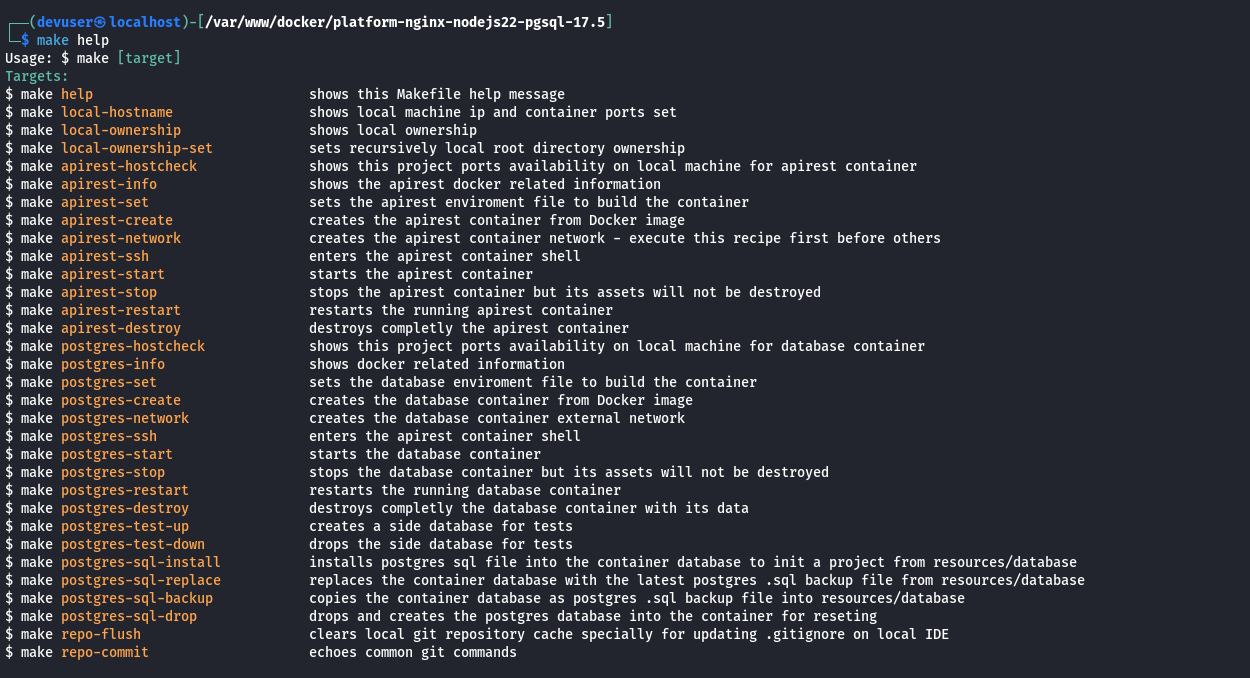 ┌──(devuser㉿localhost)-[/var/www/docker/platform-nginx-nodejs22-pgsql-17.5]
└─$ make help
Usage: $ make [target]
Targets:
$ make help shows this Makefile help message
$ make local-hostname shows local machine ip and container ports set
$ make local-ownership shows local ownership
$ make local-ownership-set sets recursively local root directory ownership
$ make apirest-hostcheck shows this project ports availability on local machine for apirest container
$ make apirest-info shows the apirest docker related information
$ make apirest-set sets the apirest enviroment file to build the container
$ make apirest-create creates the apirest container from Docker image
$ make apirest-network creates the apirest container network - execute this recipe first before others
$ make apirest-ssh enters the apirest container shell
$ make apirest-start starts the apirest container
$ make apirest-stop stops the apirest container but its assets will not be destroyed
$ make apirest-restart restarts the running apirest container
$ make apirest-destroy destroys completly the apirest container
$ make postgres-hostcheck shows this project ports availability on local machine for database container
$ make postgres-info shows docker related information
$ make postgres-set sets the database enviroment file to build the container
$ make postgres-create creates the database container from Docker image
$ make postgres-network creates the database container external network
$ make postgres-ssh enters the apirest container shell
$ make postgres-start starts the database container
$ make postgres-stop stops the database container but its assets will not be destroyed
$ make postgres-restart restarts the running database container
$ make postgres-destroy destroys completly the database container with its data
$ make postgres-test-up creates a side database for tests
$ make postgres-test-down drops the side database for tests
$ make postgres-sql-install installs postgres sql file into the container database to init a project from resources/database
$ make postgres-sql-replace replaces the container database with the latest postgres .sql backup file from resources/database
$ make postgres-sql-backup copies the container database as postgres .sql backup file into resources/database
$ make postgres-sql-drop drops and creates the postgres database into the container for reseting
$ make repo-flush clears local git repository cache specially for updating .gitignore on local IDE
$ make repo-commit echoes common git commands